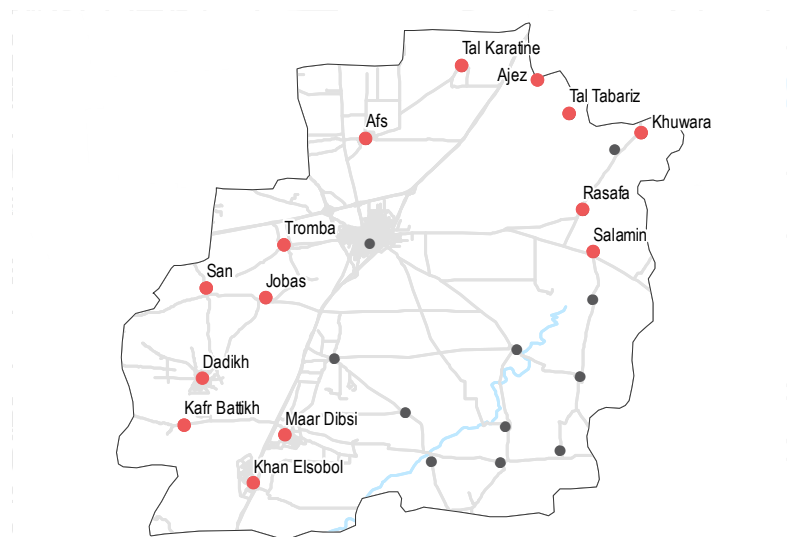 Tal Karatine
Ajez
Tal Tabariz
Afs
Khuwara
Rasafa
Tromba
Salamin
San
Jobas
Dadikh
Kafr Battikh
Maar Dibsi
Khan Elsobol